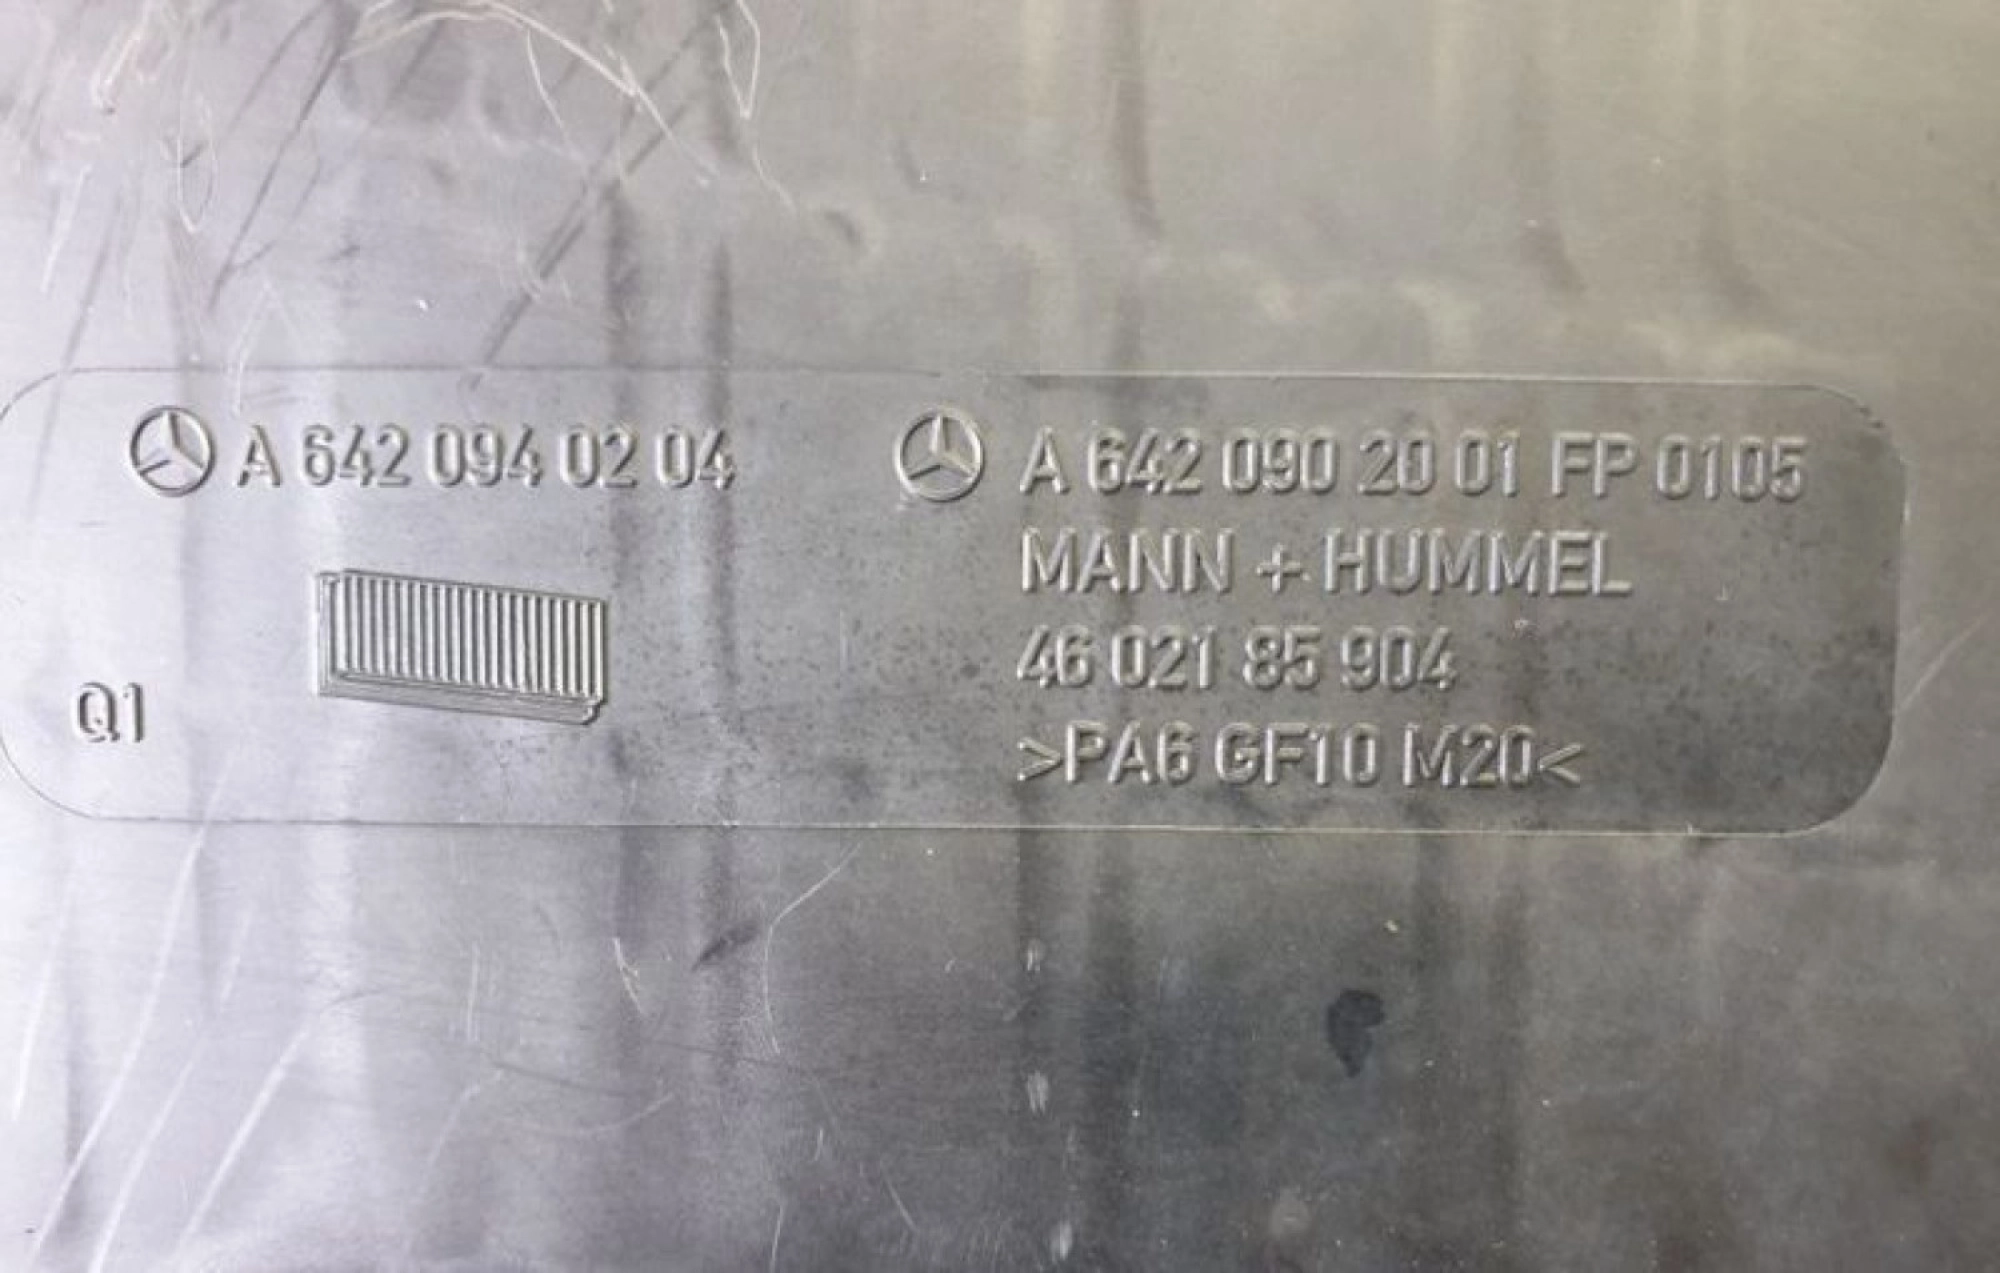 A 642 094 02 04
Q1
A 642 090 20 01 FP 0105
MANN + HUMMEL
46 021 85 904
>PA6 GF10 M20<